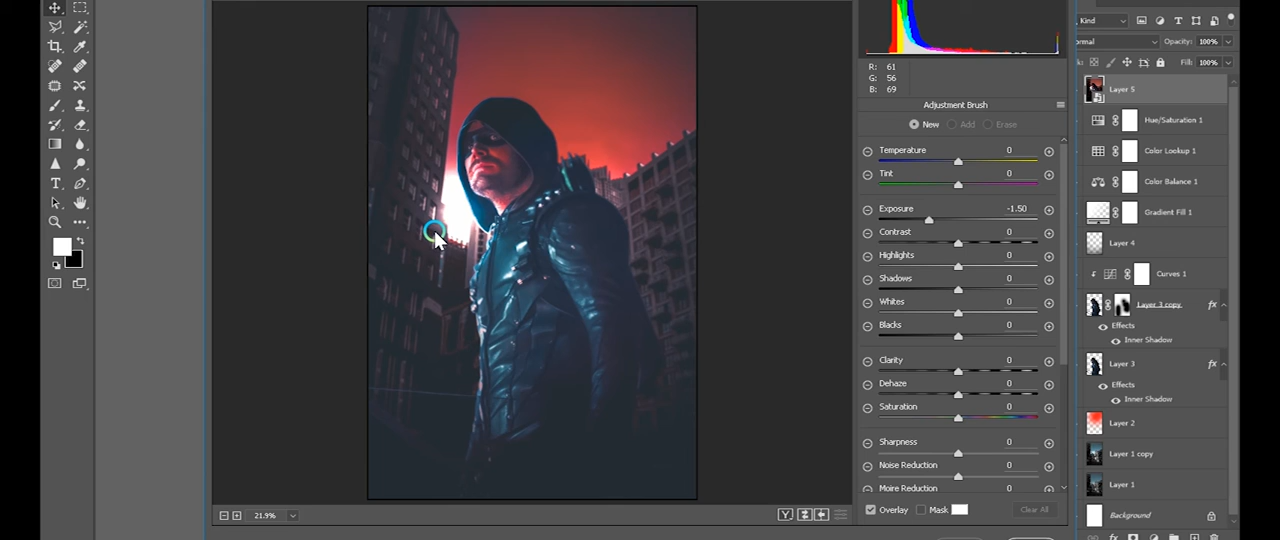 R: 61
G: 56
B: 69
Adjustment Brush
New Add Erase
Temperature 0
Tint 0
Exposure -1.50
Contrast 0
Highlights 0
Shadows 0
Whites 0
Blacks 0
Clarity 0
Dehaze 0
Saturation 0
Sharpness 0
Noise Reduction 0
Moire Reduction 0
Overlay Mask Clear All
21.9%
Kind
ormal Opacity: 100%
Fill: 100%
Layer 5
Hue/Saturation 1
Color Lookup 1
Color Balance 1
Gradient Fill 1
Layer 4
Curves 1
Layer 3 copy fx
Effects
Inner Shadow
Layer 3 fx
Effects
Inner Shadow
Layer 2
Layer 1 copy
Layer 1
Background
fx